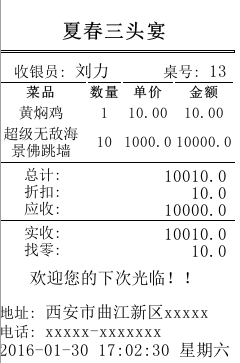 夏春三头宴
收银员: 刘力 桌号: 13
菜品 数量 单价 金额
黄焖鸡 1 10.00 10.00
超级无敌海
景佛跳墙 10 1000.0 10000.0
总计: 10010.0
折扣: 10.0
应收: 10000.0
实收: 10010.0
找零: 10.0
欢迎您的下次光临！！
地址: 西安市曲江新区xxxxx
电话: xxxxx-xxxxxxx
2016-01-30 17:02:30 星期六